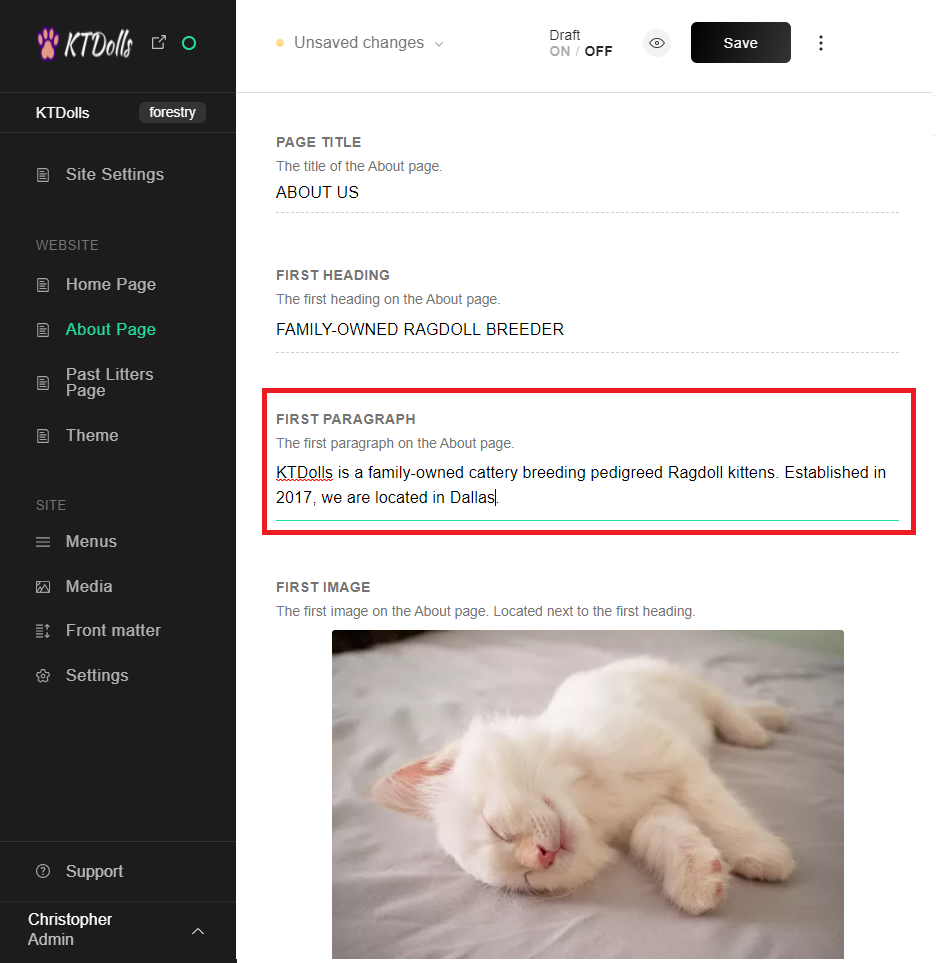 KTDolls
KTDolls forestry
Site Settings
WEBSITE
Home Page
About Page
Past Litters
Page
Theme
SITE
Menus
Media
Front matter
Settings
Support
Christopher
Admin
Unsaved changes
Draft
ON / OFF
Save
PAGE TITLE
The title of the About page.
ABOUT US
FIRST HEADING
The first heading on the About page.
FAMILY-OWNED RAGDOLL BREEDER
FIRST PARAGRAPH
The first paragraph on the About page.
KTDolls is a family-owned cattery breeding pedigreed Ragdoll kittens. Established in
2017, we are located in Dallas.
FIRST IMAGE
The first image on the About page. Located next to the first heading.